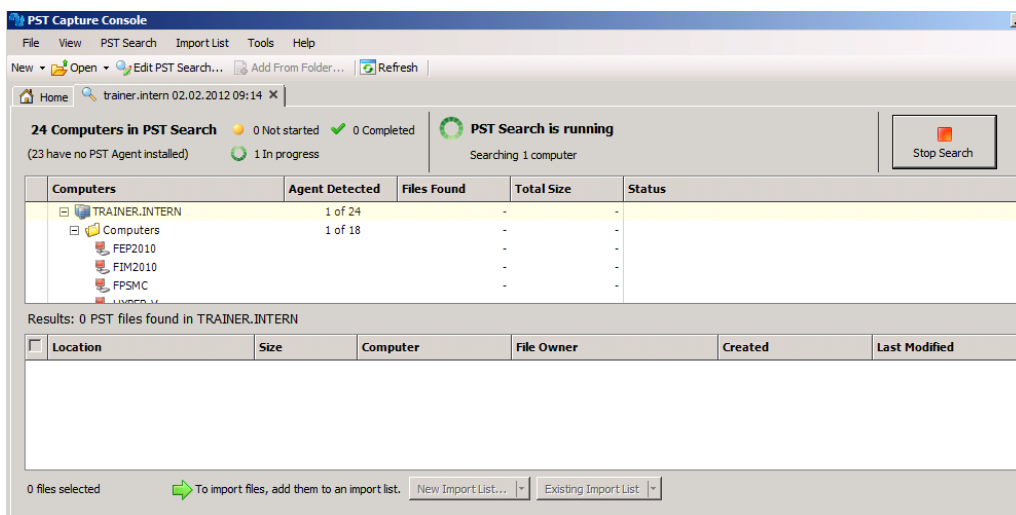 PST Capture Console
File View PST Search Import List Tools Help
New Open Edit PST Search... Add From Folder... Refresh
Home trainer.intern 02.02.2012 09:14
24 Computers in PST Search 0 Not started 0 Completed PST Search is running
(23 have no PST Agent installed) 1 In progress Searching 1 computer Stop Search
Computers Agent Detected Files Found Total Size Status
TRAINER.INTERN 1 of 24 - -
Computers 1 of 18 - -
FEP2010 - -
FIM2010 - -
FPSMC - -
Results: 0 PST files found in TRAINER.INTERN
Location Size Computer File Owner Created Last Modified
0 files selected To import files, add them to an import list. New Import List... Existing Import List